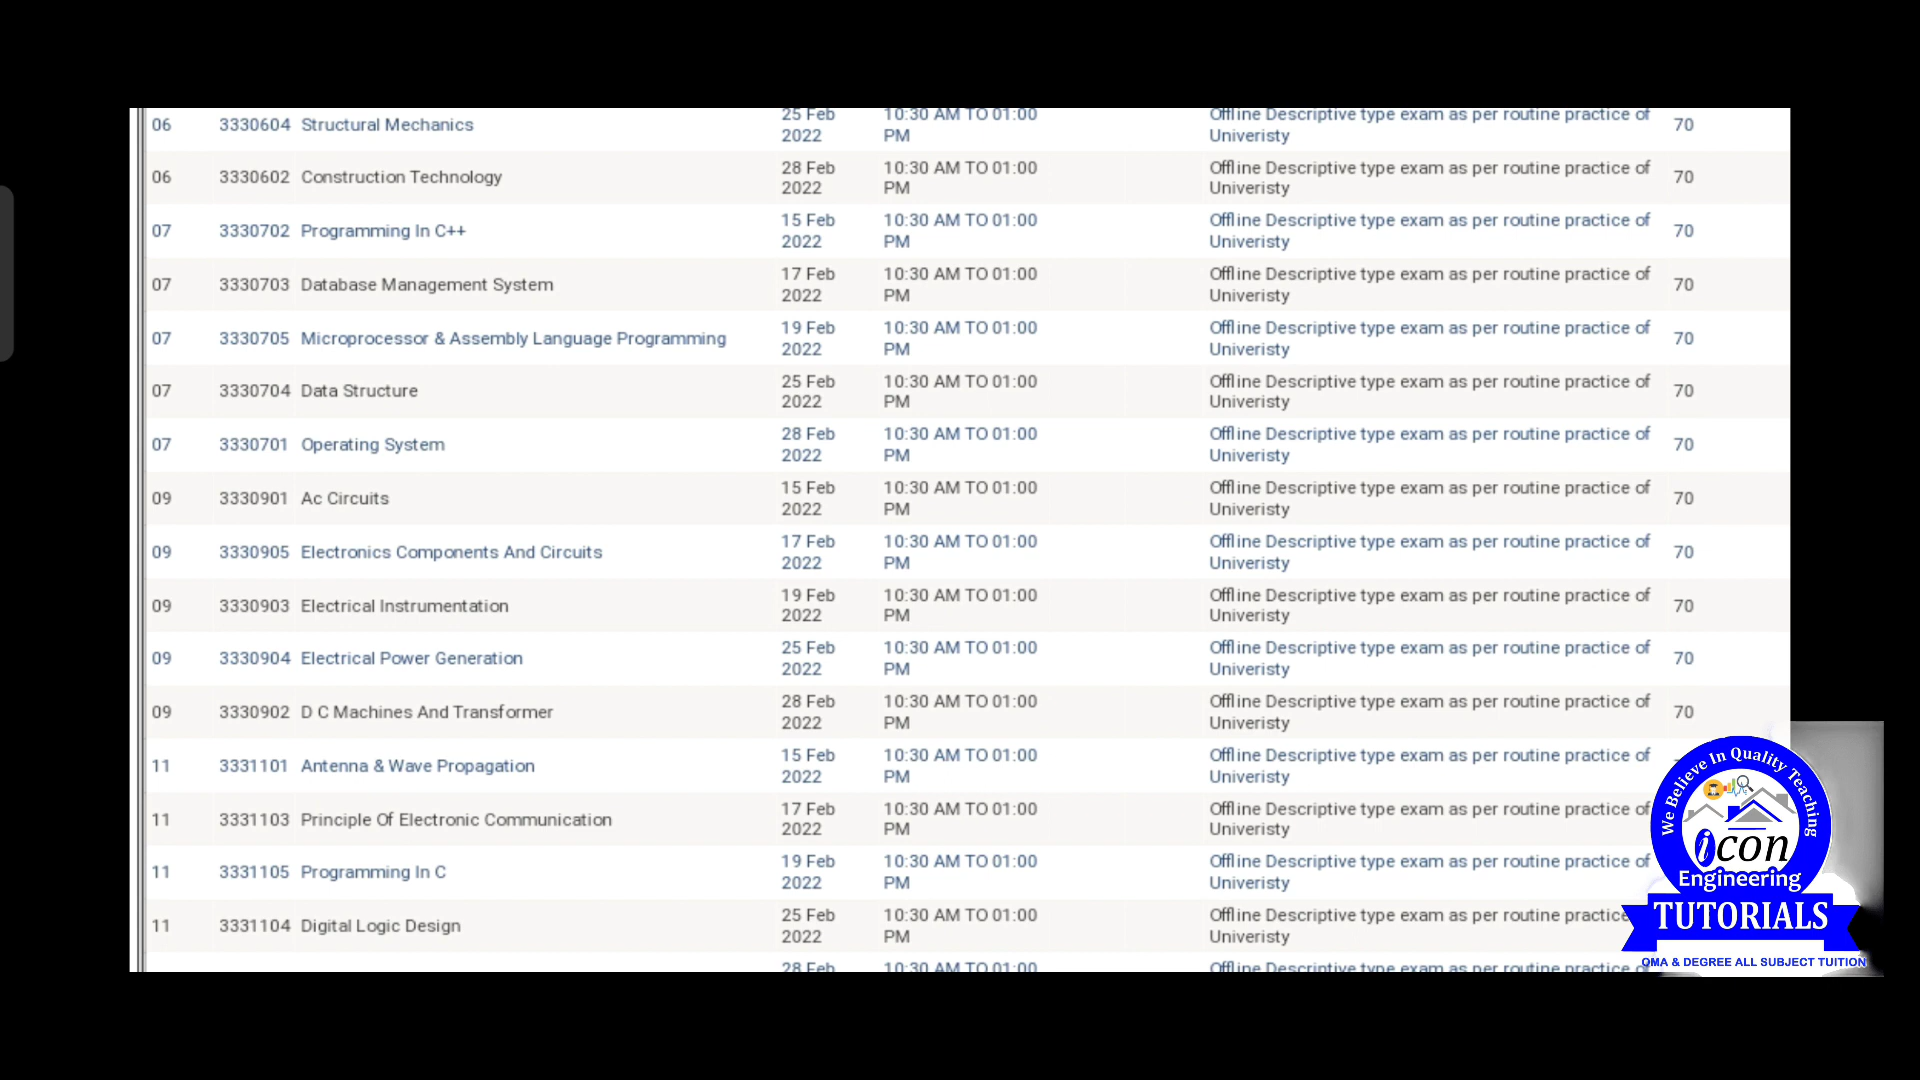 06 3330604 Structural Mechanics 25 Feb 2022 10:30 AM TO 01:00 PM Offline Descriptive type exam as per routine practice of Univeristy 70
06 3330602 Construction Technology 28 Feb 2022 10:30 AM TO 01:00 PM Offline Descriptive type exam as per routine practice of Univeristy 70
07 3330702 Programming In C++ 15 Feb 2022 10:30 AM TO 01:00 PM Offline Descriptive type exam as per routine practice of Univeristy 70
07 3330703 Database Management System 17 Feb 2022 10:30 AM TO 01:00 PM Offline Descriptive type exam as per routine practice of Univeristy 70
07 3330705 Microprocessor & Assembly Language Programming 19 Feb 2022 10:30 AM TO 01:00 PM Offline Descriptive type exam as per routine practice of Univeristy 70
07 3330704 Data Structure 25 Feb 2022 10:30 AM TO 01:00 PM Offline Descriptive type exam as per routine practice of Univeristy 70
07 3330701 Operating System 28 Feb 2022 10:30 AM TO 01:00 PM Offline Descriptive type exam as per routine practice of Univeristy 70
09 3330901 Ac Circuits 15 Feb 2022 10:30 AM TO 01:00 PM Offline Descriptive type exam as per routine practice of Univeristy 70
09 3330905 Electronics Components And Circuits 17 Feb 2022 10:30 AM TO 01:00 PM Offline Descriptive type exam as per routine practice of Univeristy 70
09 3330903 Electrical Instrumentation 19 Feb 2022 10:30 AM TO 01:00 PM Offline Descriptive type exam as per routine practice of Univeristy 70
09 3330904 Electrical Power Generation 25 Feb 2022 10:30 AM TO 01:00 PM Offline Descriptive type exam as per routine practice of Univeristy 70
09 3330902 D C Machines And Transformer 28 Feb 2022 10:30 AM TO 01:00 PM Offline Descriptive type exam as per routine practice of Univeristy 70
11 3331101 Antenna & Wave Propagation 15 Feb 2022 10:30 AM TO 01:00 PM Offline Descriptive type exam as per routine practice of Univeristy
11 3331103 Principle Of Electronic Communication 17 Feb 2022 10:30 AM TO 01:00 PM Offline Descriptive type exam as per routine practice of Univeristy
11 3331105 Programming In C 19 Feb 2022 10:30 AM TO 01:00 PM Offline Descriptive type exam as per routine practice of Univeristy
11 3331104 Digital Logic Design 25 Feb 2022 10:30 AM TO 01:00 PM Offline Descriptive type exam as per routine practice Univeristy
28 Feb 10:30 AM TO 01:00 Offline Descriptive type exam as per routine practice
We Believe In Quality Teaching
icon
Engineering
TUTORIALS
OMA & DEGREE ALL SUBJECT TUITION